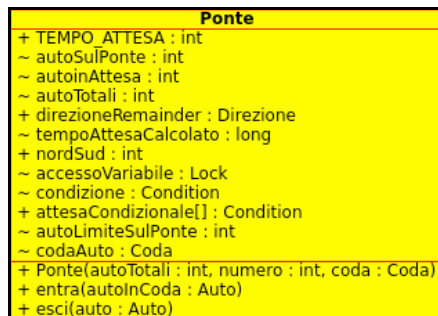 Ponte
+ TEMPO_ATTESA : int
~ autoSulPonte : int
~ autoinAttesa : int
~ autoTotali : int
+ direzioneRemainder : Direzione
~ tempoAttesaCalcolato : long
+ nordSud : int
~ accessoVariabile : Lock
~ condizione : Condition
+ attesaCondizionale[] : Condition
~ autoLimiteSulPonte : int
~ codaAuto : Coda
+ Ponte(autoTotali : int, numero : int, coda : Coda)
+ entra(autoInCoda : Auto)
+ esci(auto : Auto)